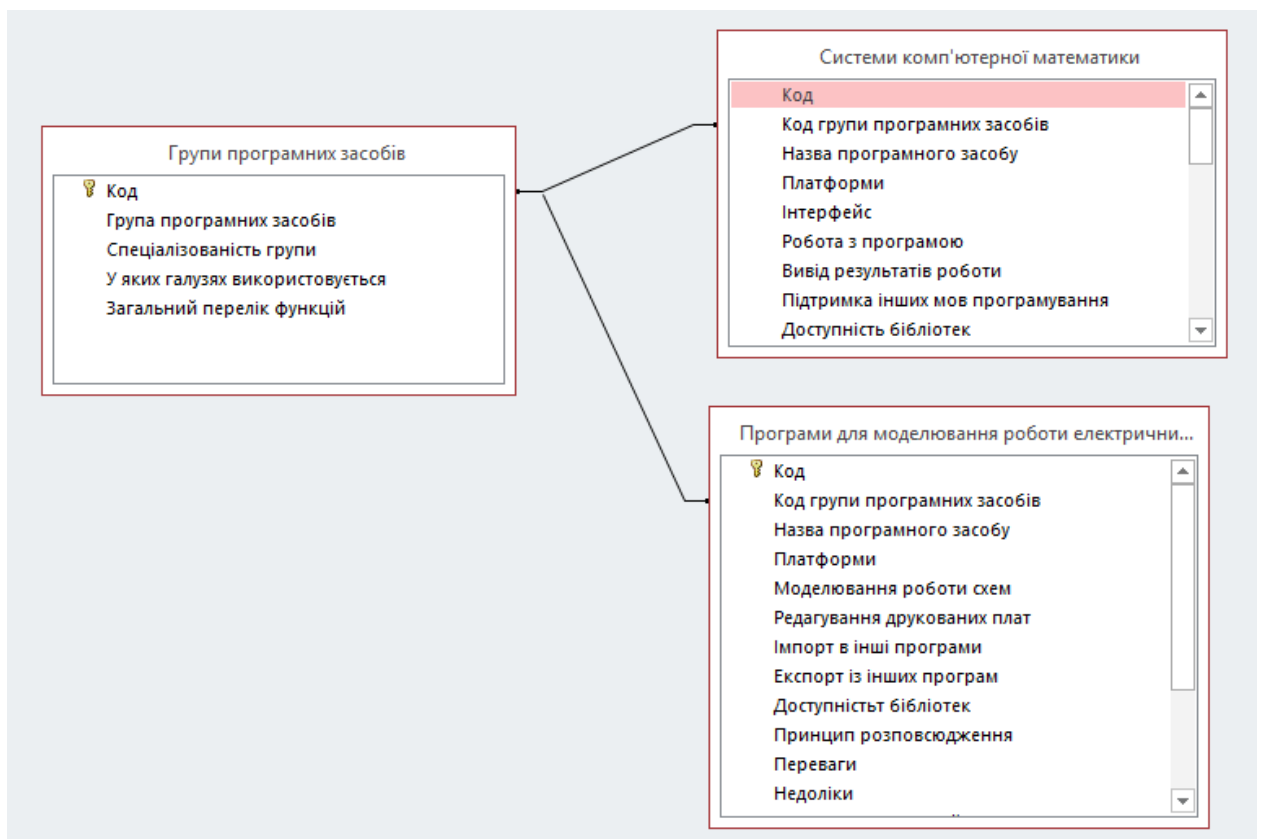 Групи програмних засобів
Код
Група програмних засобів
Спеціалізованість групи
У яких галузях використовується
Загальний перелік функцій
Системи комп'ютерної математики
Код
Код групи програмних засобів
Назва програмного засобу
Платформи
Інтерфейс
Робота з програмою
Вивід результатів роботи
Підтримка інших мов програмування
Доступність бібліотек
Програми для моделювання роботи електрични...
Код
Код групи програмних засобів
Назва програмного засобу
Платформи
Моделювання роботи схем
Редагування друкованих плат
Імпорт в інші програми
Експорт із інших програм
Доступністьт бібліотек
Принцип розповсюдження
Переваги
Недоліки